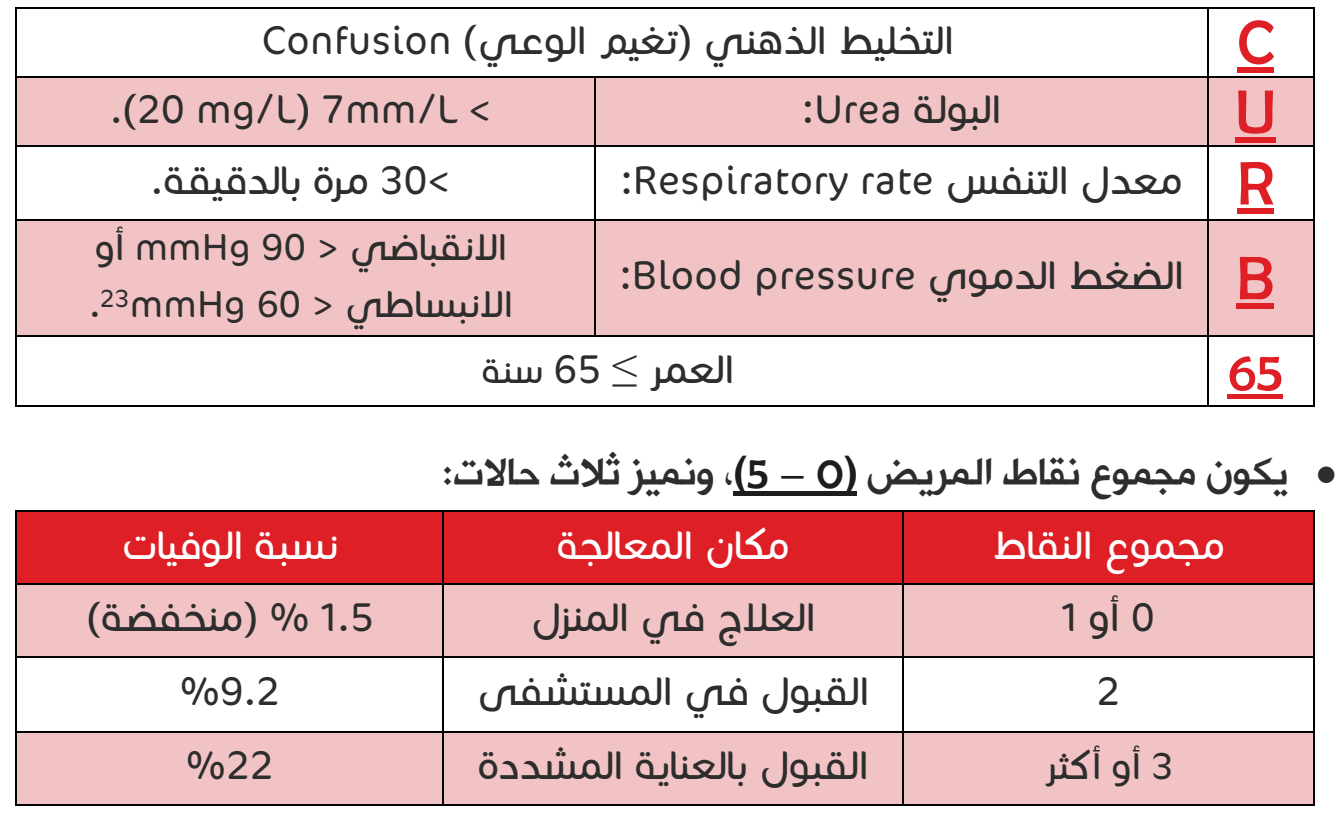 C التخليط الذهني (تغيم الوعي) Confusion
U البولة Urea: > 7mm/L (20 mg/L) >.
R معدل التنفس Respiratory rate: >30 مرة بالدقيقة.
B الضغط الدموي Blood pressure: الانقباضي < 90 mmHg أو
الانبساطي < 60 mmHg²³.
65 العمر ≥ 65 سنة
• يكون مجموع نقاط المريض (0 – 5)، ونميز ثلاث حالات:
مجموع النقاط مكان المعالجة نسبة الوفيات
0 أو 1 العلاج في المنزل 1.5 % (منخفضة)
2 القبول في المستشفى 9.2%
3 أو أكثر القبول بالعناية المشددة 22%